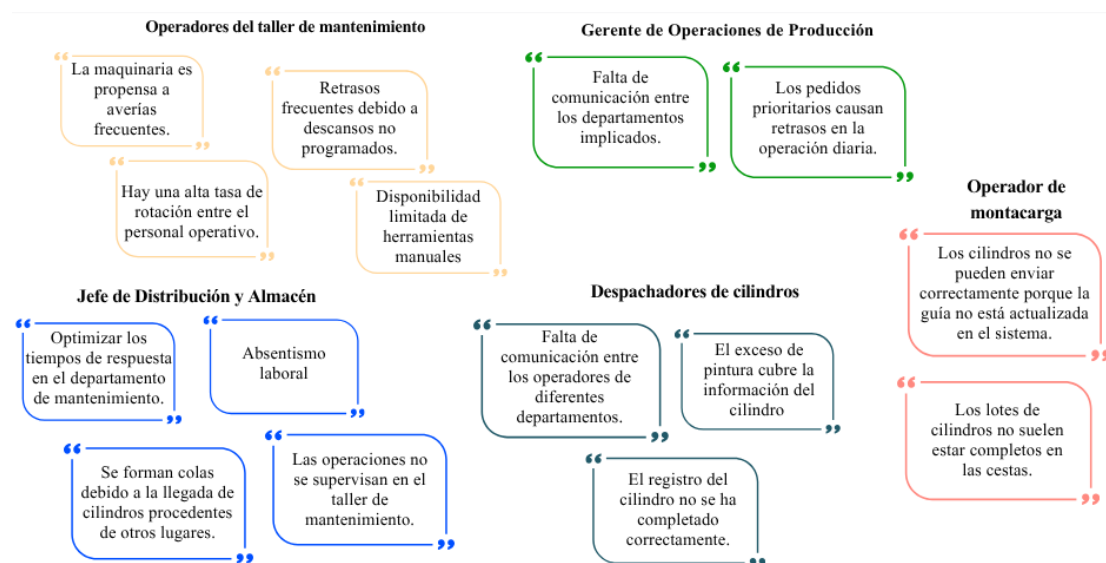 Operadores del taller de mantenimiento
La maquinaria es
propensa a
averías
frecuentes.
Retrasos
frecuentes debido a
descansos no
programados.
Hay una alta tasa de
rotación entre el
personal operativo.
Disponibilidad
limitada de
herramientas
manuales
Gerente de Operaciones de Producción
Falta de
comunicación entre
los departamentos
implicados.
Los pedidos
prioritarios causan
retrasos en la
operación diaria.
Operador de
montacarga
Los cilindros no se
pueden enviar
correctamente porque la
guía no está actualizada
en el sistema.
Los lotes de
cilindros no suelen
estar completos en
las cestas.
Jefe de Distribución y Almacén
Optimizar los
tiempos de respuesta
en el departamento
de mantenimiento.
Absentismo
laboral
Se forman colas
debido a la llegada de
cilindros procedentes
de otros lugares.
Las operaciones no
se supervisan en el
taller de
mantenimiento.
Despachadores de cilindros
Falta de
comunicación entre
los operadores de
diferentes
departamentos.
El exceso de
pintura cubre la
información del
cilindro
El registro del
cilindro no se ha
completado
correctamente.